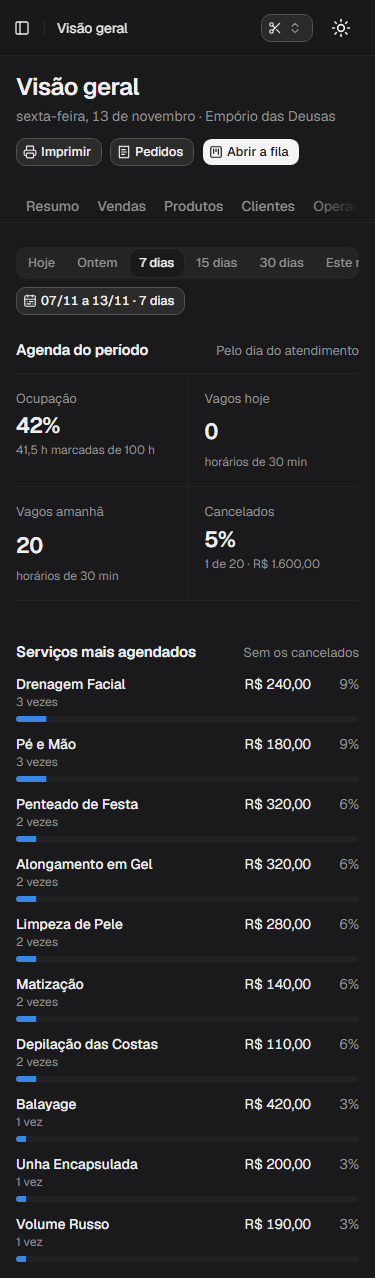 Visão geral
Visão geral
sexta-feira, 13 de novembro · Empório das Deusas
Imprimir
Pedidos
Abrir a fila
Resumo Vendas Produtos Clientes Opera
Hoje Ontem 7 dias 15 dias 30 dias Este
07/11 a 13/11 · 7 dias
Agenda do período Pelo dia do atendimento
Ocupação
42%
41,5 h marcadas de 100 h
Vagos hoje
0
horários de 30 min
Vagos amanhã
20
horários de 30 min
Cancelados
5%
1 de 20 · R$ 1.600,00
Serviços mais agendados Sem os cancelados
Drenagem Facial R$ 240,00 9%
3 vezes
Pé e Mão R$ 180,00 9%
3 vezes
Penteado de Festa R$ 320,00 6%
2 vezes
Alongamento em Gel R$ 320,00 6%
2 vezes
Limpeza de Pele R$ 280,00 6%
2 vezes
Matização R$ 140,00 6%
2 vezes
Depilação das Costas R$ 110,00 6%
2 vezes
Balayage R$ 420,00 3%
1 vez
Unha Encapsulada R$ 200,00 3%
1 vez
Volume Russo R$ 190,00 3%
1 vez